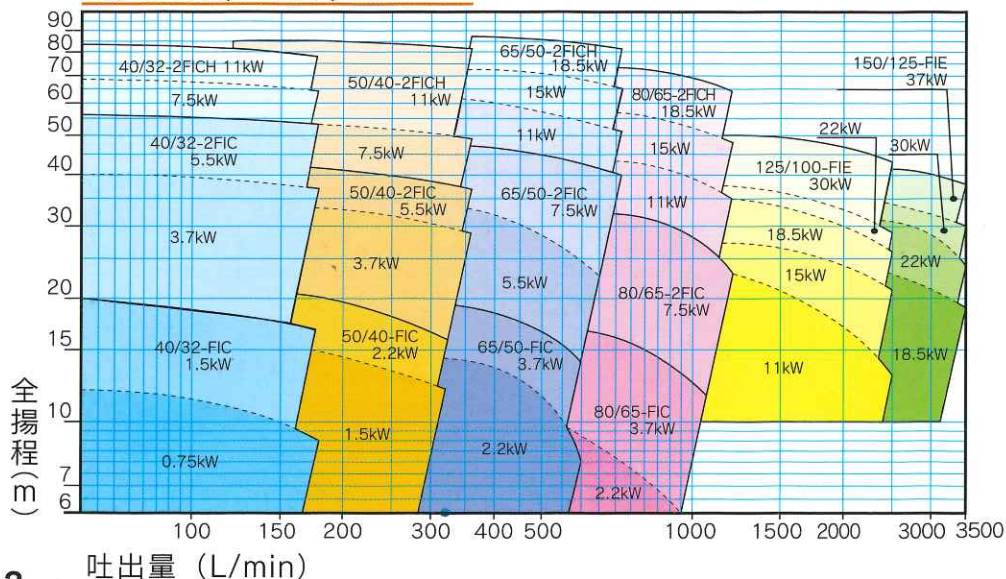 90
80
70
60
50
40
30
20
15
10
7
6
全揚程(m)
40/32-2FICH 11kW
7.5kW
40/32-2FIC
5.5kW
3.7kW
40/32-FIC
1.5kW
0.75kW
50/40-2FICH
11kW
7.5kW
50/40-2FIC
5.5kW
3.7kW
50/40-FIC
2.2kW
1.5kW
65/50-2FICH
18.5kW
15kW
11kW
65/50-2FIC
7.5kW
5.5kW
65/50-FIC
3.7kW
2.2kW
80/65-2FICH
18.5kW
15kW
11kW
80/65-2FIC
7.5kW
80/65-FIC
3.7kW
2.2kW
22kW
125/100-FIE
30kW
18.5kW
15kW
11kW
150/125-FIE
37kW
30kW
22kW
18.5kW
100 150 200 300 400 500 1000 1500 2000 3000 3500
吐出量 (L/min)